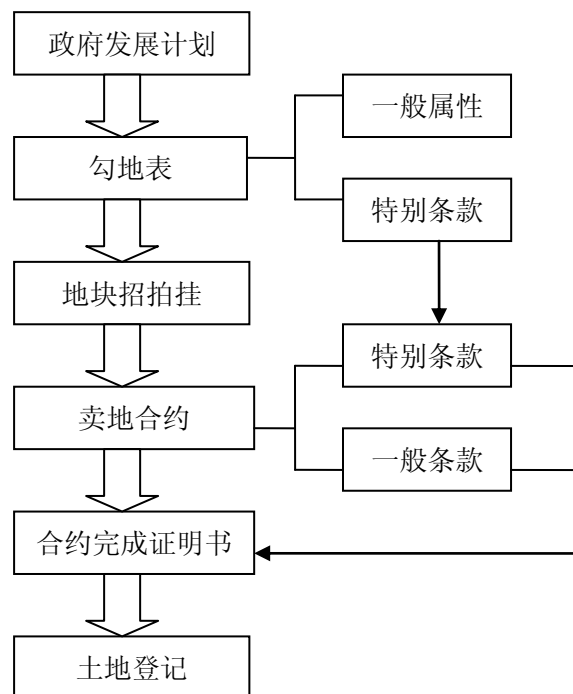 政府发展计划
一般属性
勾地表
特别条款
地块招拍挂
特别条款
卖地合约
一般条款
合约完成证明书
土地登记